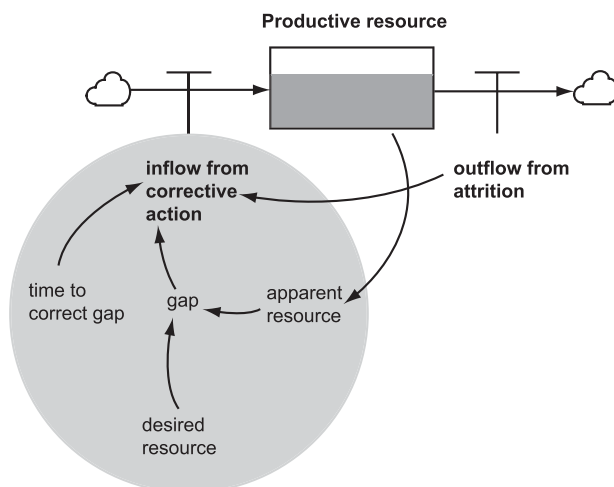 Productive resource
inflow from
corrective
action
outflow from
attrition
time to
correct gap
gap
apparent
resource
desired
resource